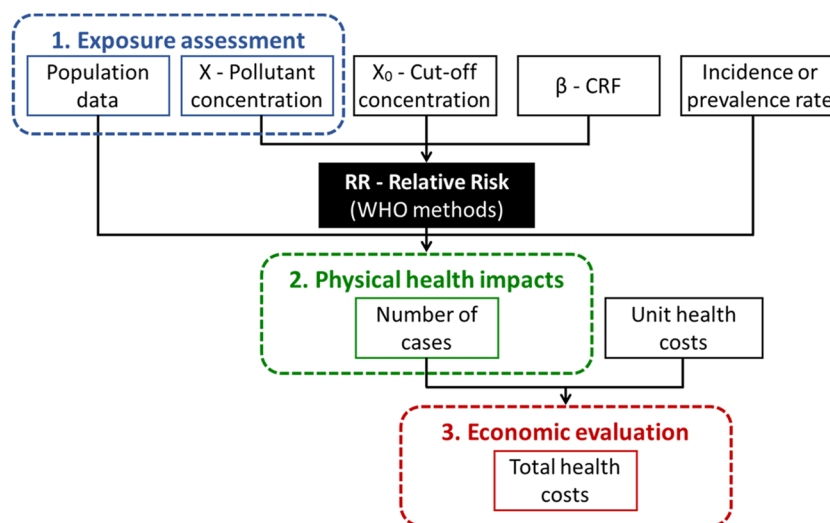 1. Exposure assessment
Population
data
X - Pollutant
concentration
X₀ - Cut-off
concentration
β - CRF
Incidence or
prevalence rate
RR - Relative Risk
(WHO methods)
2. Physical health impacts
Number of
cases
Unit health
costs
3. Economic evaluation
Total health
costs